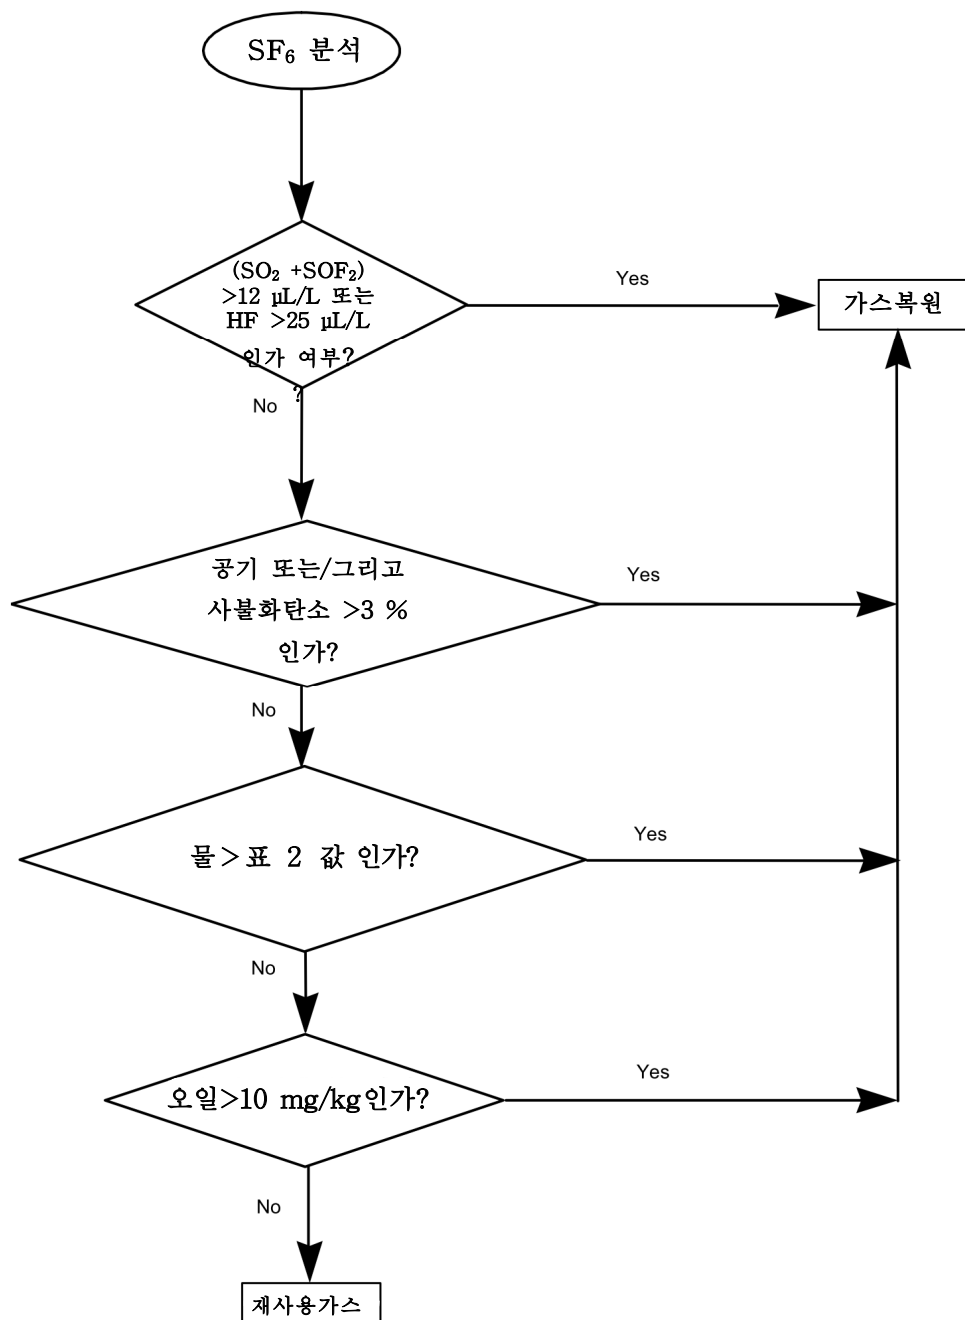 SF₆ 분석
(SO₂ +SOF₂)
>12 µL/L 또는
HF >25 µL/L
인가 여부?
?
Yes
가스복원
No
공기 또는/그리고
사불화탄소 >3 %
인가?
Yes
No
물>표 2 값 인가?
Yes
No
오일>10 mg/kg인가?
Yes
No
재사용가스